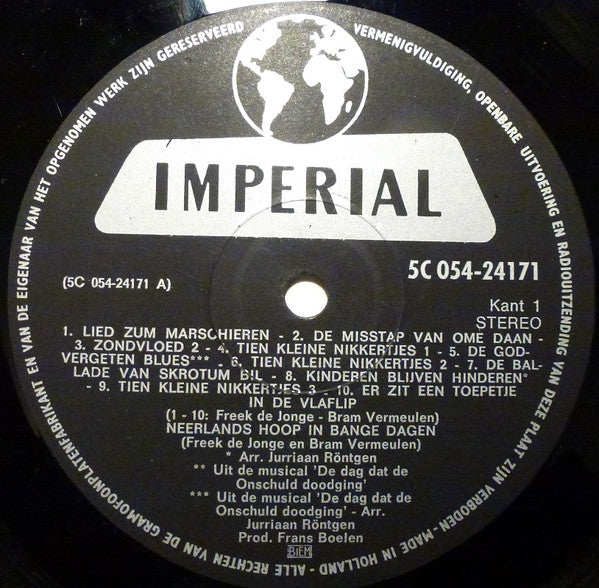 ALLE RECHTEN VAN DE GRAMOFOONPLATENFABRIKANT EN VAN DE EIGENAAR VAN HET OPGENOMEN WERK ZIJN GERESERVEERD
VERMENIGVULDIGING, OPENBARE UITVOERING EN RADIOUITZENDING VAN DEZE PLAAT ZIJN VERBODEN - MADE IN HOLLAND -
IMPERIAL
5C 054-24171
(5C 054-24171 A)
Kant 1
STEREO
1. LIED ZUM MARSCHIEREN - 2. DE MISSTAP VAN OME DAAN -
3. ZONDVLOED 2 - 4. TIEN KLEINE NIKKERTJES 1 - 5. DE GOD-
VERGETEN BLUES*** - 6. TIEN KLEINE NIKKERTJES 2 - 7. DE BAL-
LADE VAN SKROTUM BIL - 8. KINDEREN BLIJVEN HINDEREN*
- 9. TIEN KLEINE NIKKERTJES 3 - 10. ER ZIT EEN TOEPETJE
IN DE VLAFLIP
(1 - 10: Freek de Jonge - Bram Vermeulen)
NEERLANDS HOOP IN BANGE DAGEN
(Freek de Jonge en Bram Vermeulen)
* Arr. Jurriaan Röntgen
** Uit de musical 'De dag dat de
Onschuld doodging'
*** Uit de musical 'De dag dat de
Onschuld doodging' - Arr.
Jurriaan Röntgen
Prod. Frans Boelen
BIEM